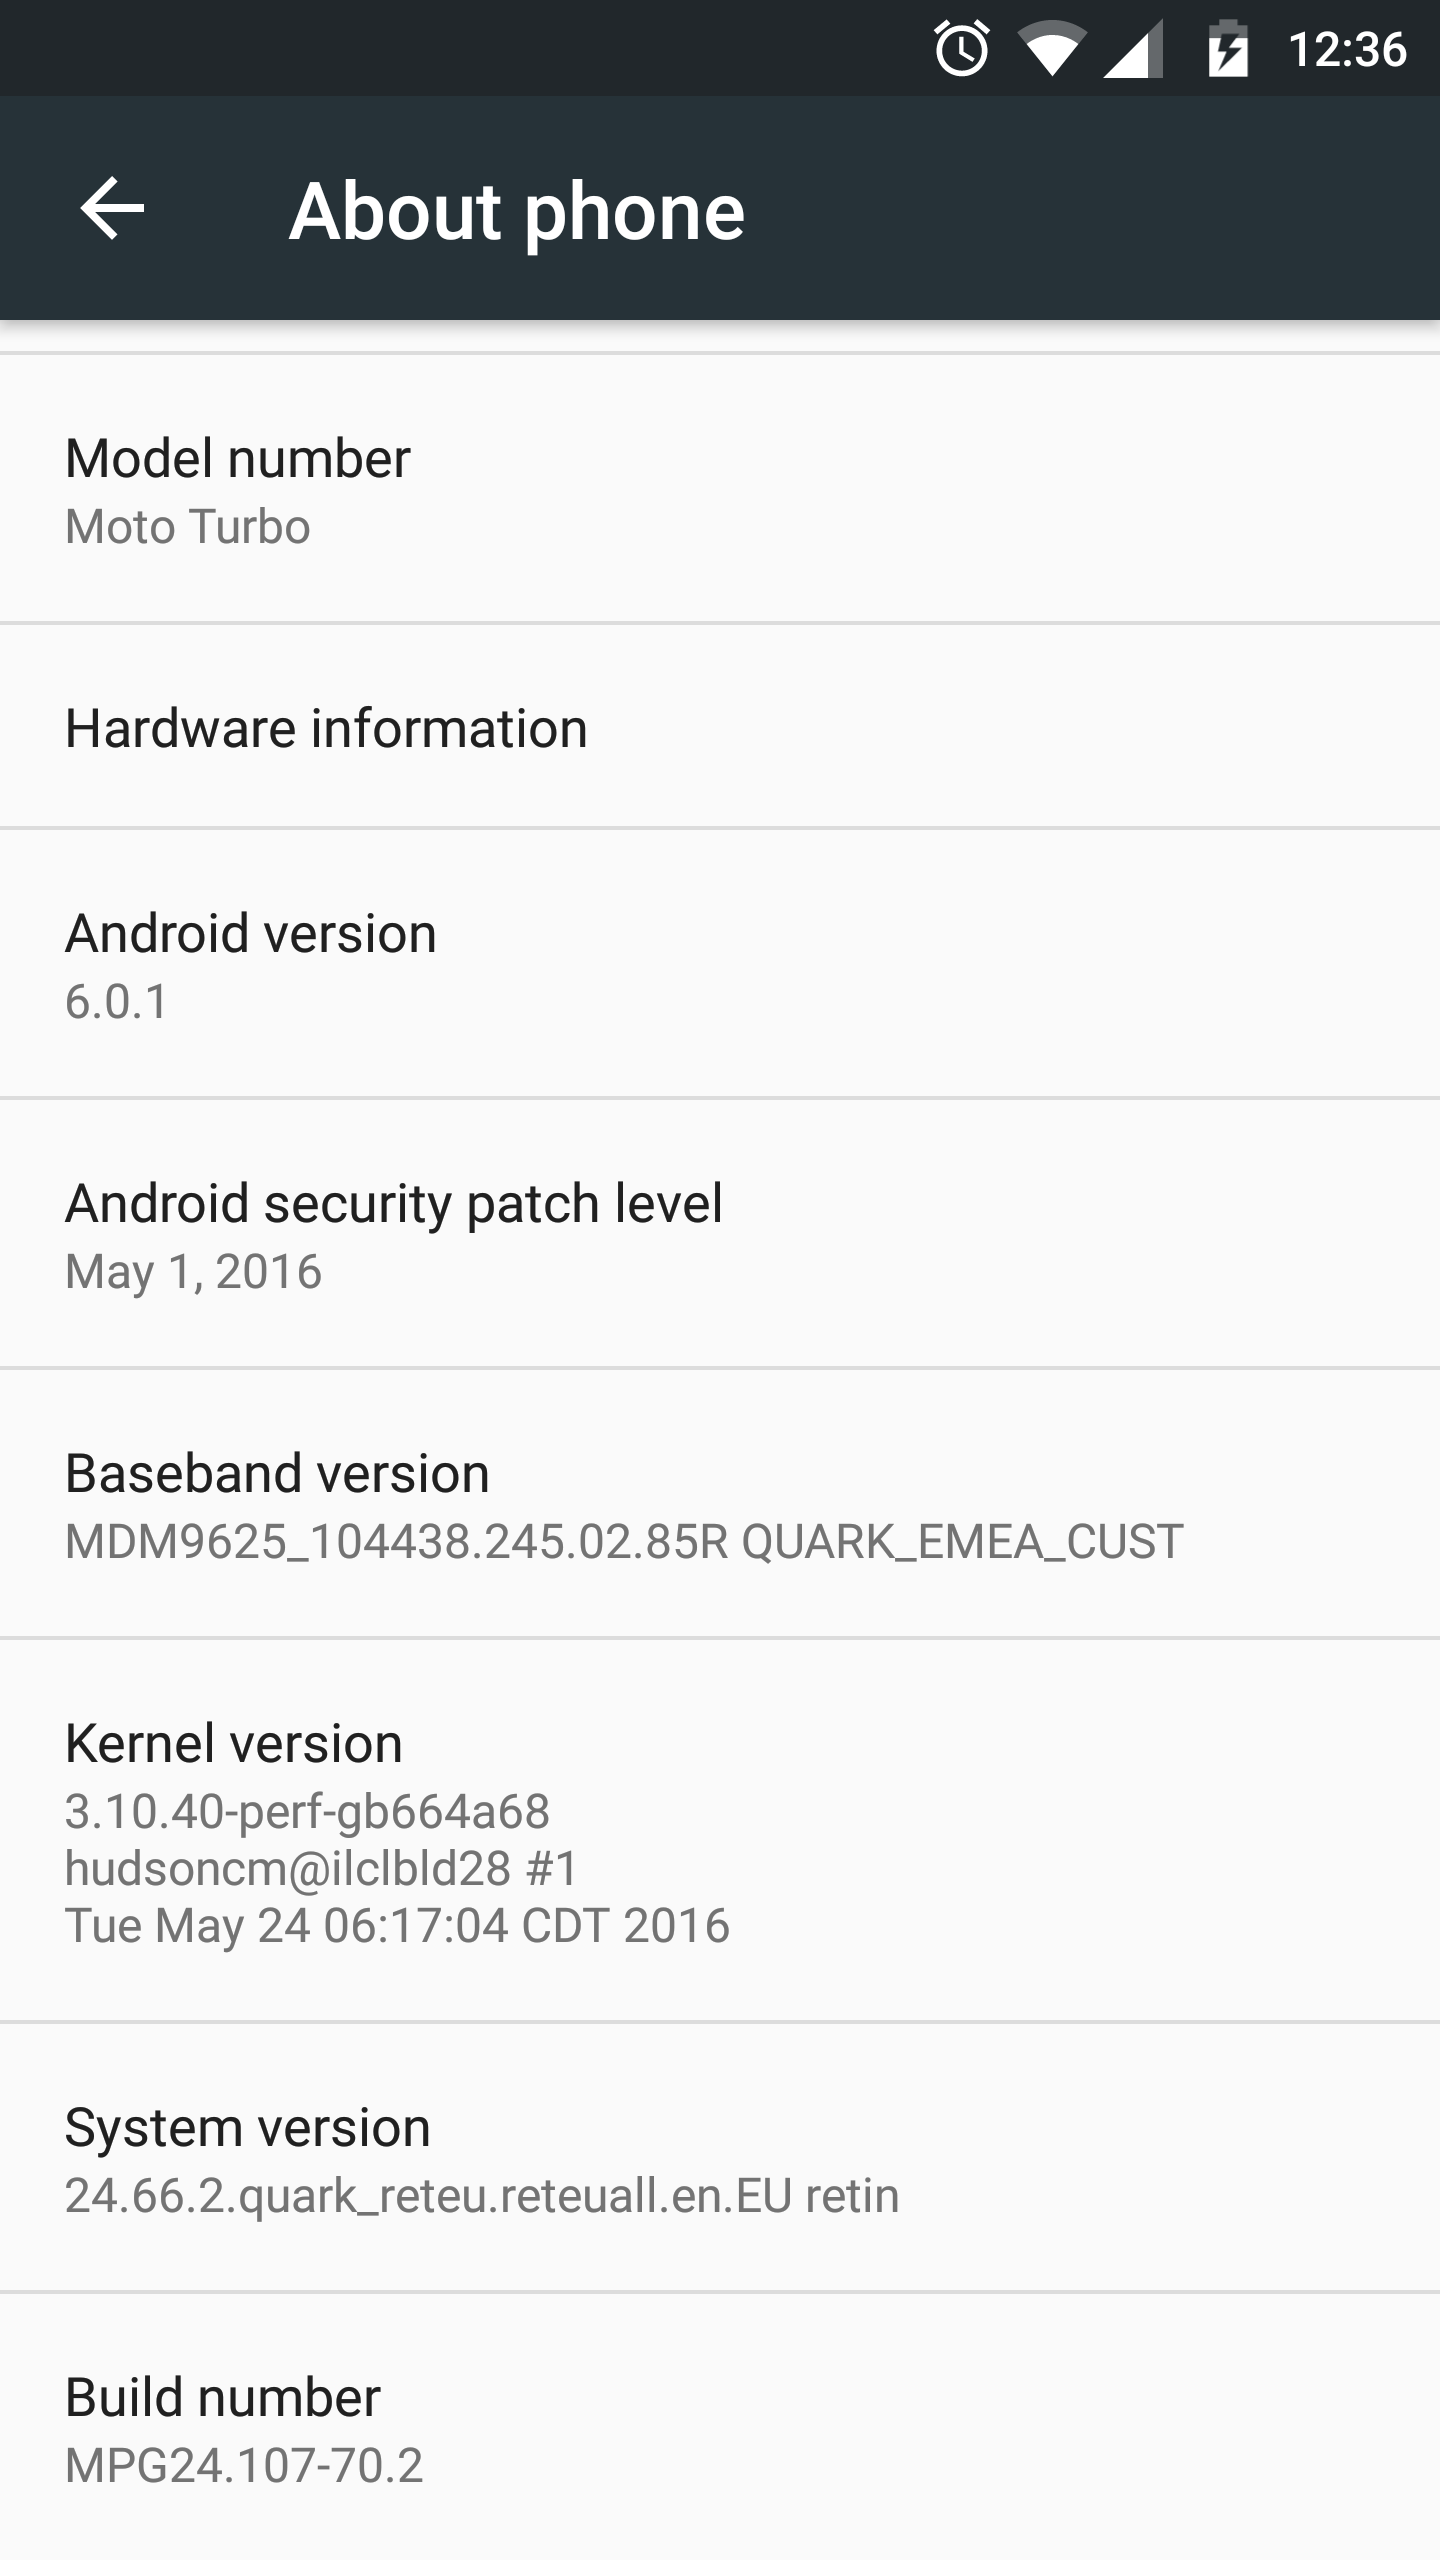 12:36
About phone
Model number
Moto Turbo
Hardware information
Android version
6.0.1
Android security patch level
May 1, 2016
Baseband version
MDM9625_104438.245.02.85R QUARK_EMEA_CUST
Kernel version
3.10.40-perf-gb664a68
hudsoncm@ilclbld28 #1
Tue May 24 06:17:04 CDT 2016
System version
24.66.2.quark_reteu.reteuall.en.EU retin
Build number
MPG24.107-70.2